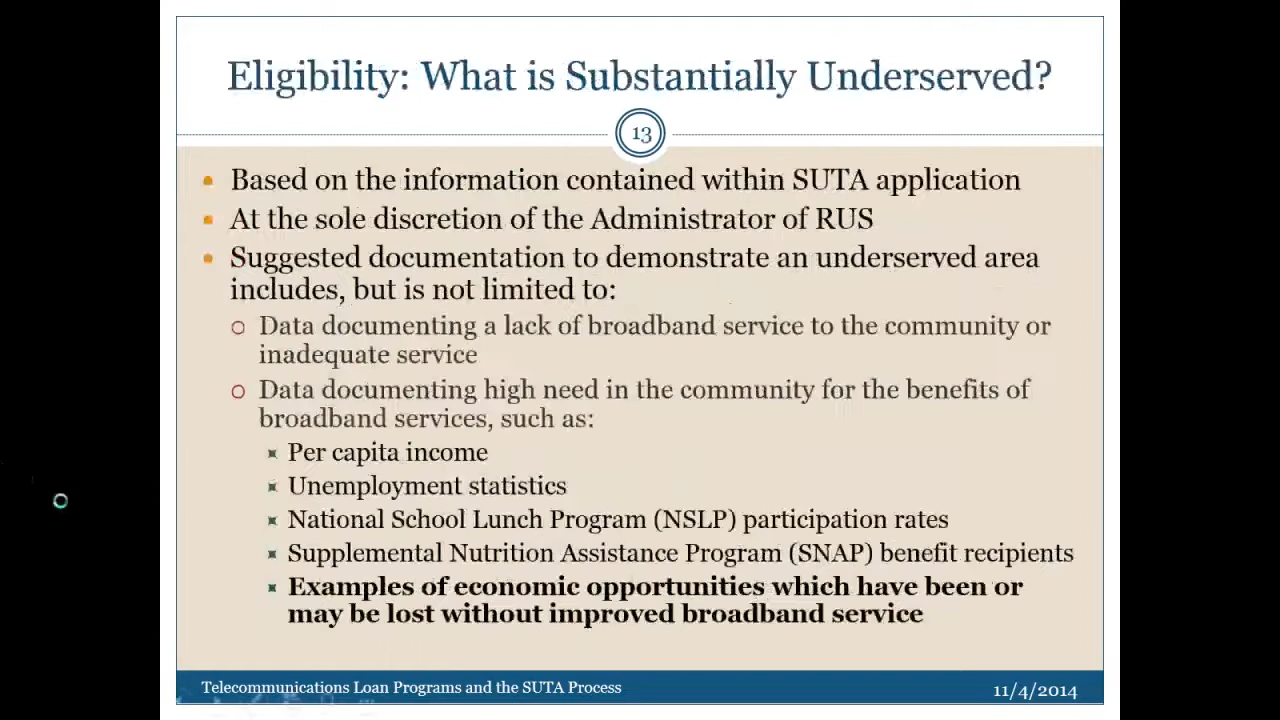 Eligibility: What is Substantially Underserved?
13
Based on the information contained within SUTA application
At the sole discretion of the Administrator of RUS
Suggested documentation to demonstrate an underserved area
includes, but is not limited to:
Data documenting a lack of broadband service to the community or
inadequate service
Data documenting high need in the community for the benefits of
broadband services, such as:
Per capita income
Unemployment statistics
National School Lunch Program (NSLP) participation rates
Supplemental Nutrition Assistance Program (SNAP) benefit recipients
Examples of economic opportunities which have been or
may be lost without improved broadband service
Telecommunications Loan Programs and the SUTA Process
11/4/2014